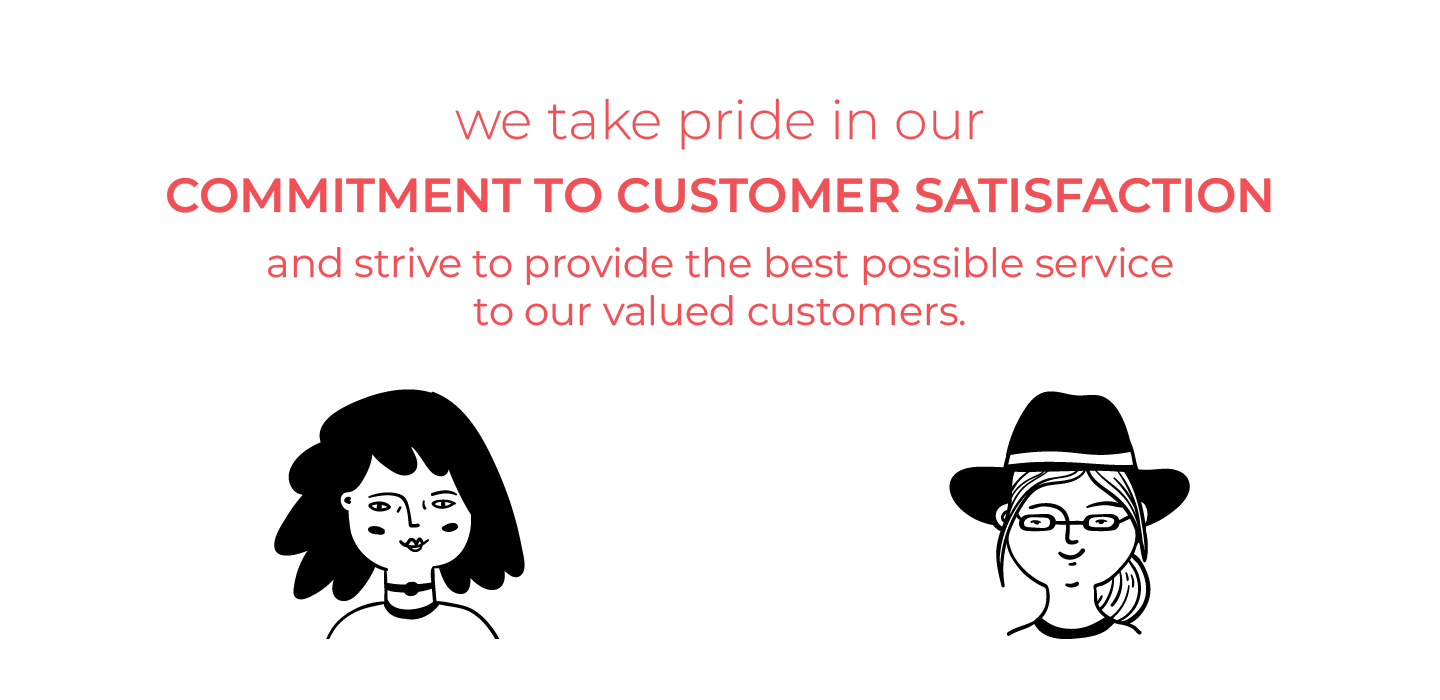 we take pride in our
COMMITMENT TO CUSTOMER SATISFACTION
and strive to provide the best possible service
to our valued customers.